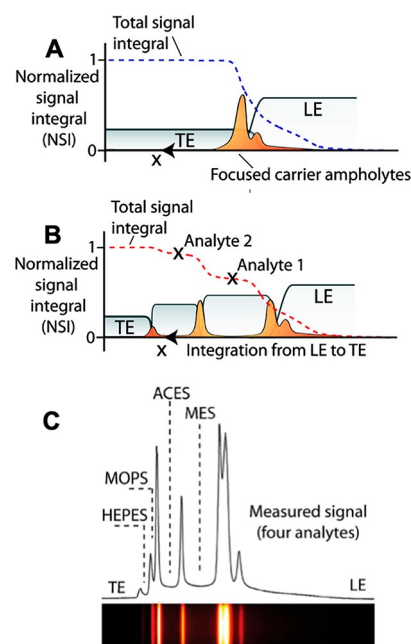 A
Total signal
integral
1
Normalized
signal
integral
(NSI)
LE
TE
0
x
Focused carrier ampholytes
B
Total signal
integral
Analyte 2
1
Analyte 1
Normalized
signal
integral
(NSI)
LE
TE
0
x
Integration from LE to TE
C
ACES
MES
MOPS
HEPES
Measured signal
(four analytes)
TE
LE